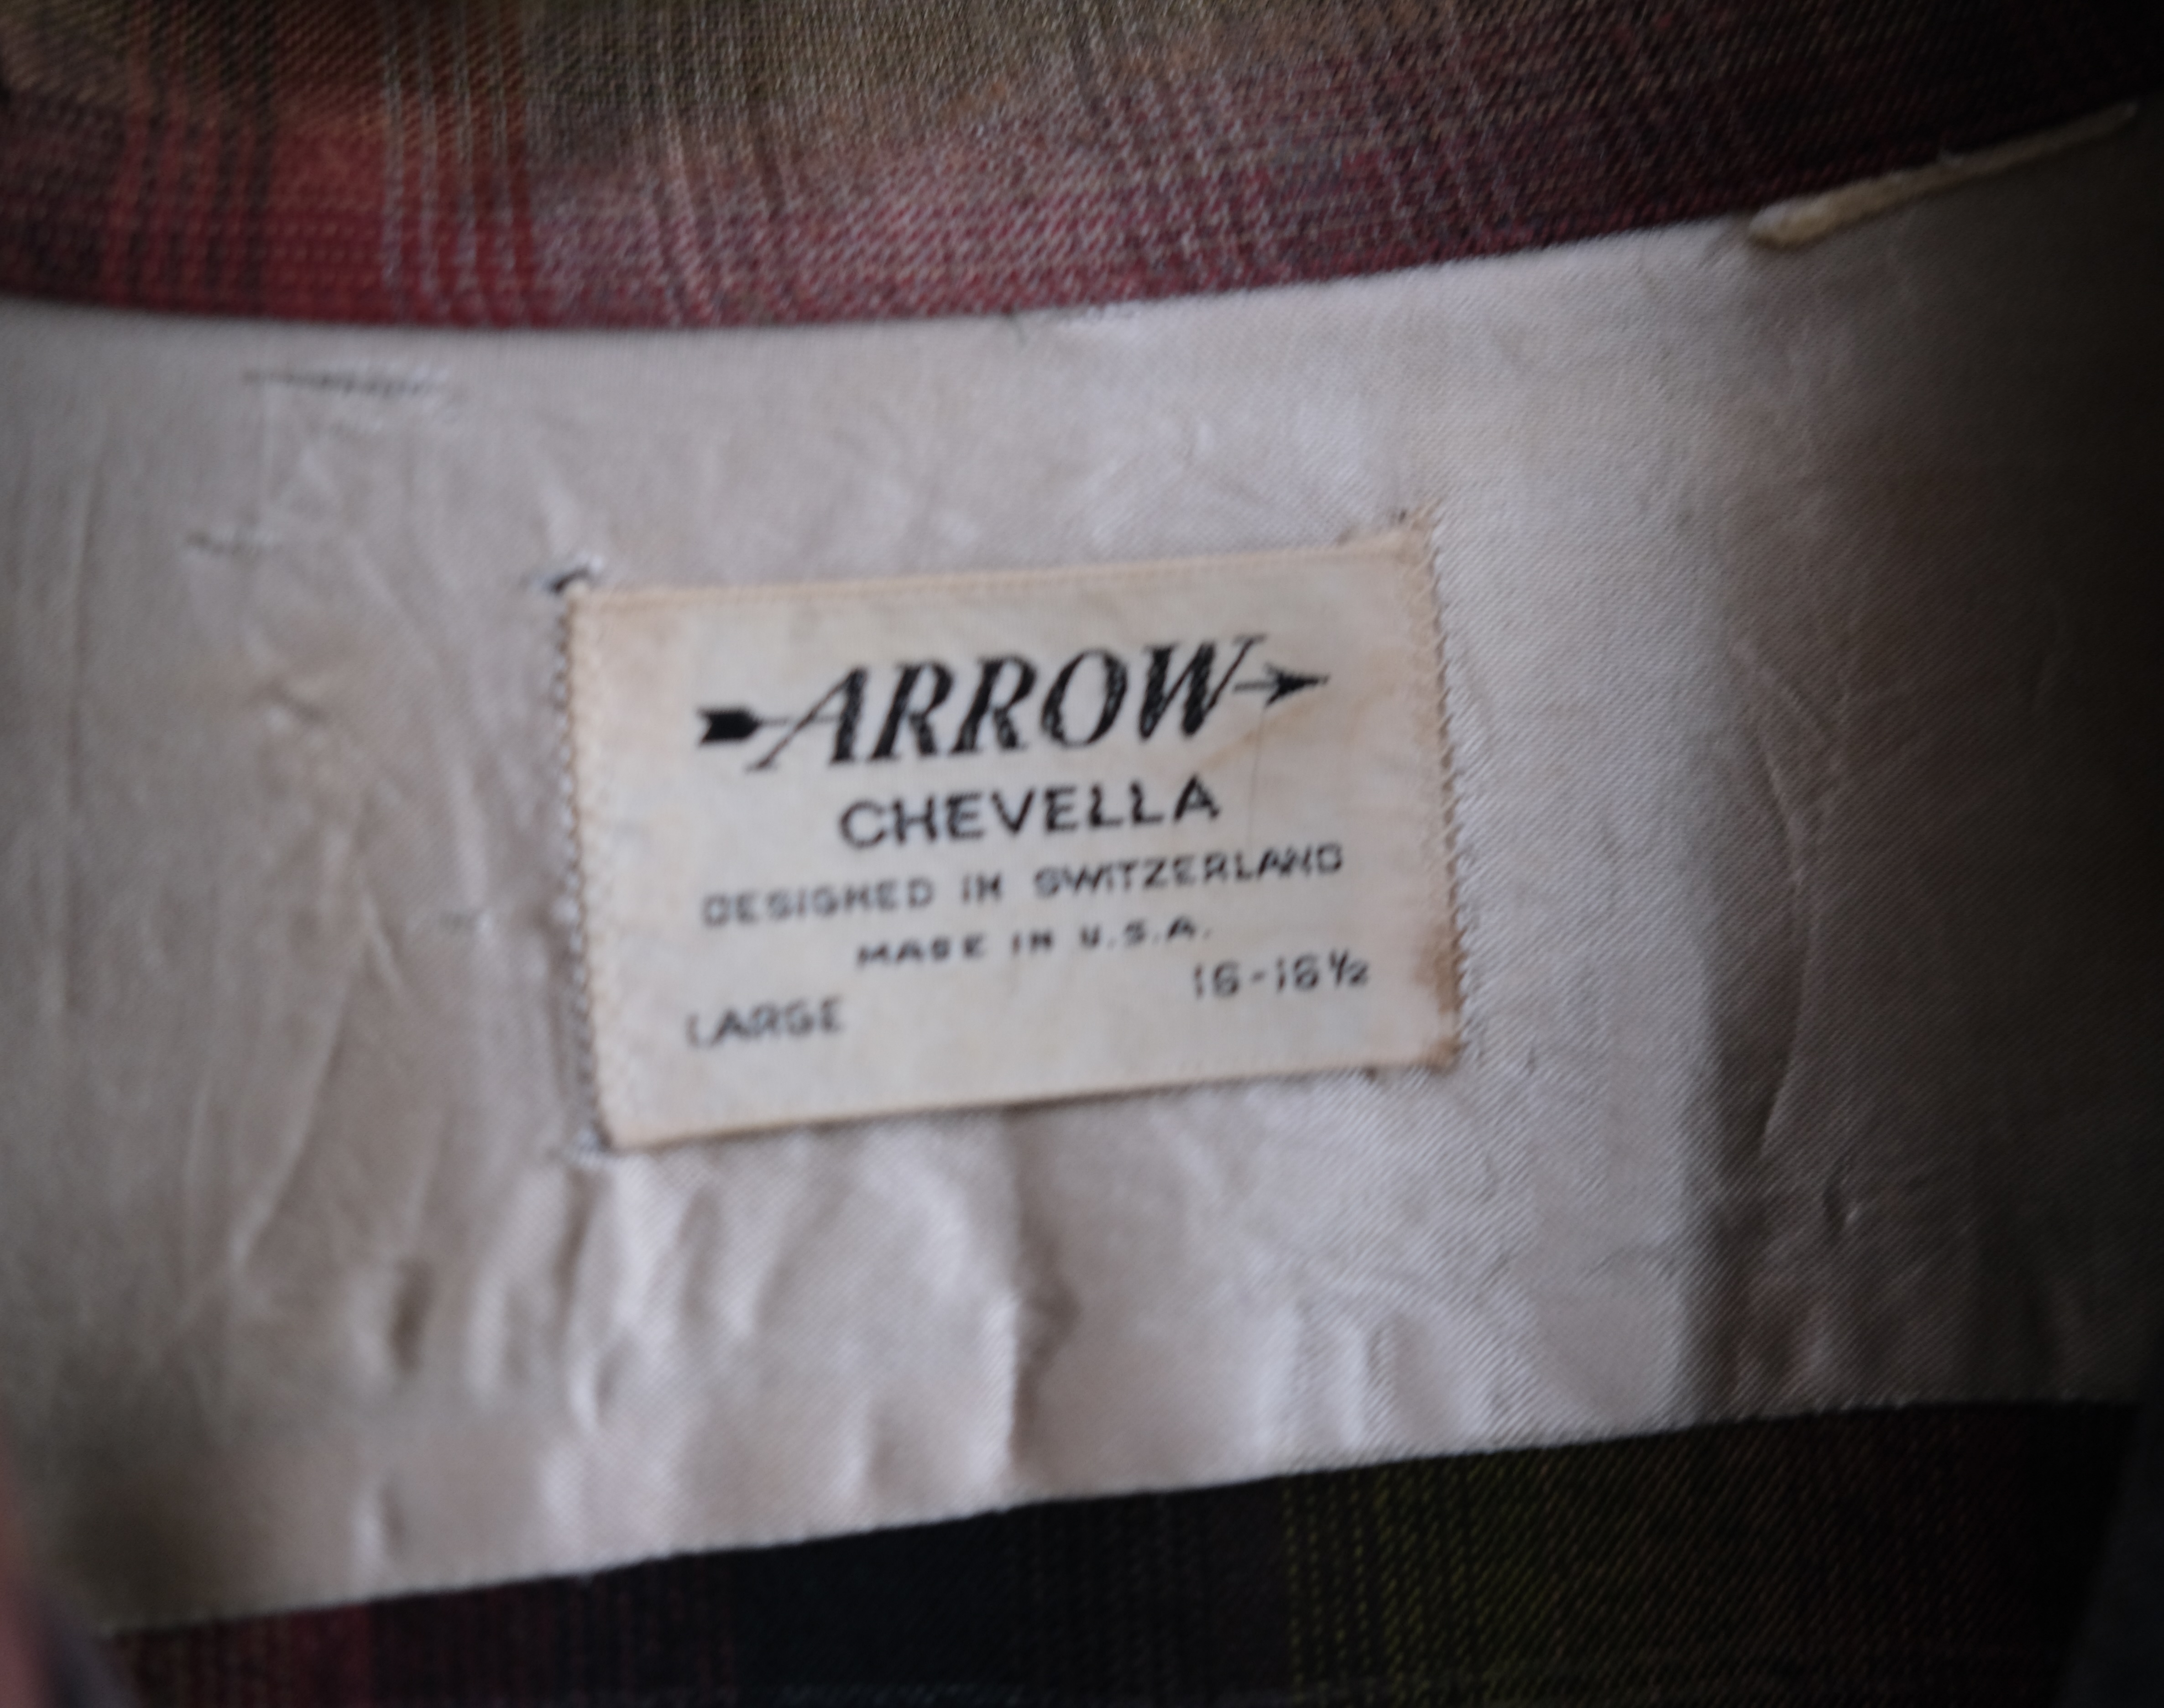 ARROW
CHEVELLA
DESIGNED IN SWITZERLAND
MADE IN U.S.A.
LARGE 16-16½